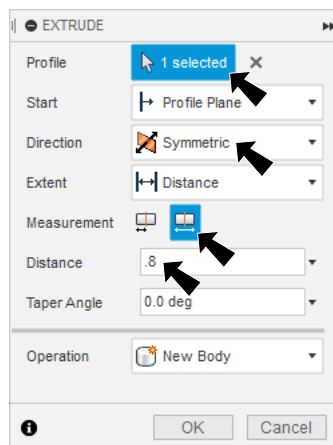 EXTRUDE
Profile 1 selected
Start Profile Plane
Direction Symmetric
Extent Distance
Measurement
Distance .8
Taper Angle 0.0 deg
Operation New Body
OK Cancel